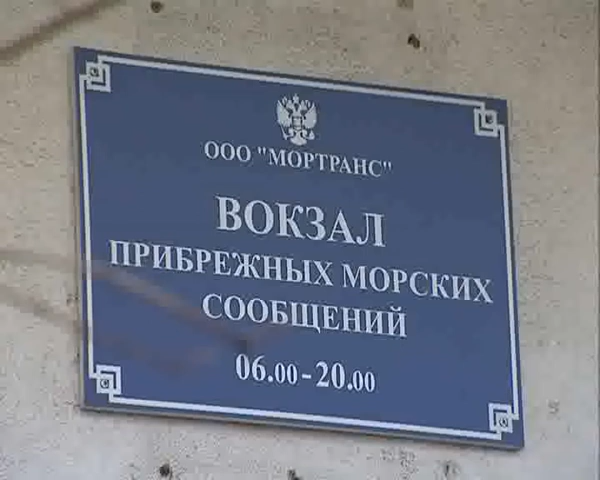 ООО "МОРТРАНС"
ВОКЗАЛ
ПРИБРЕЖНЫХ МОРСКИХ
СООБЩЕНИЙ
06.00-20.00